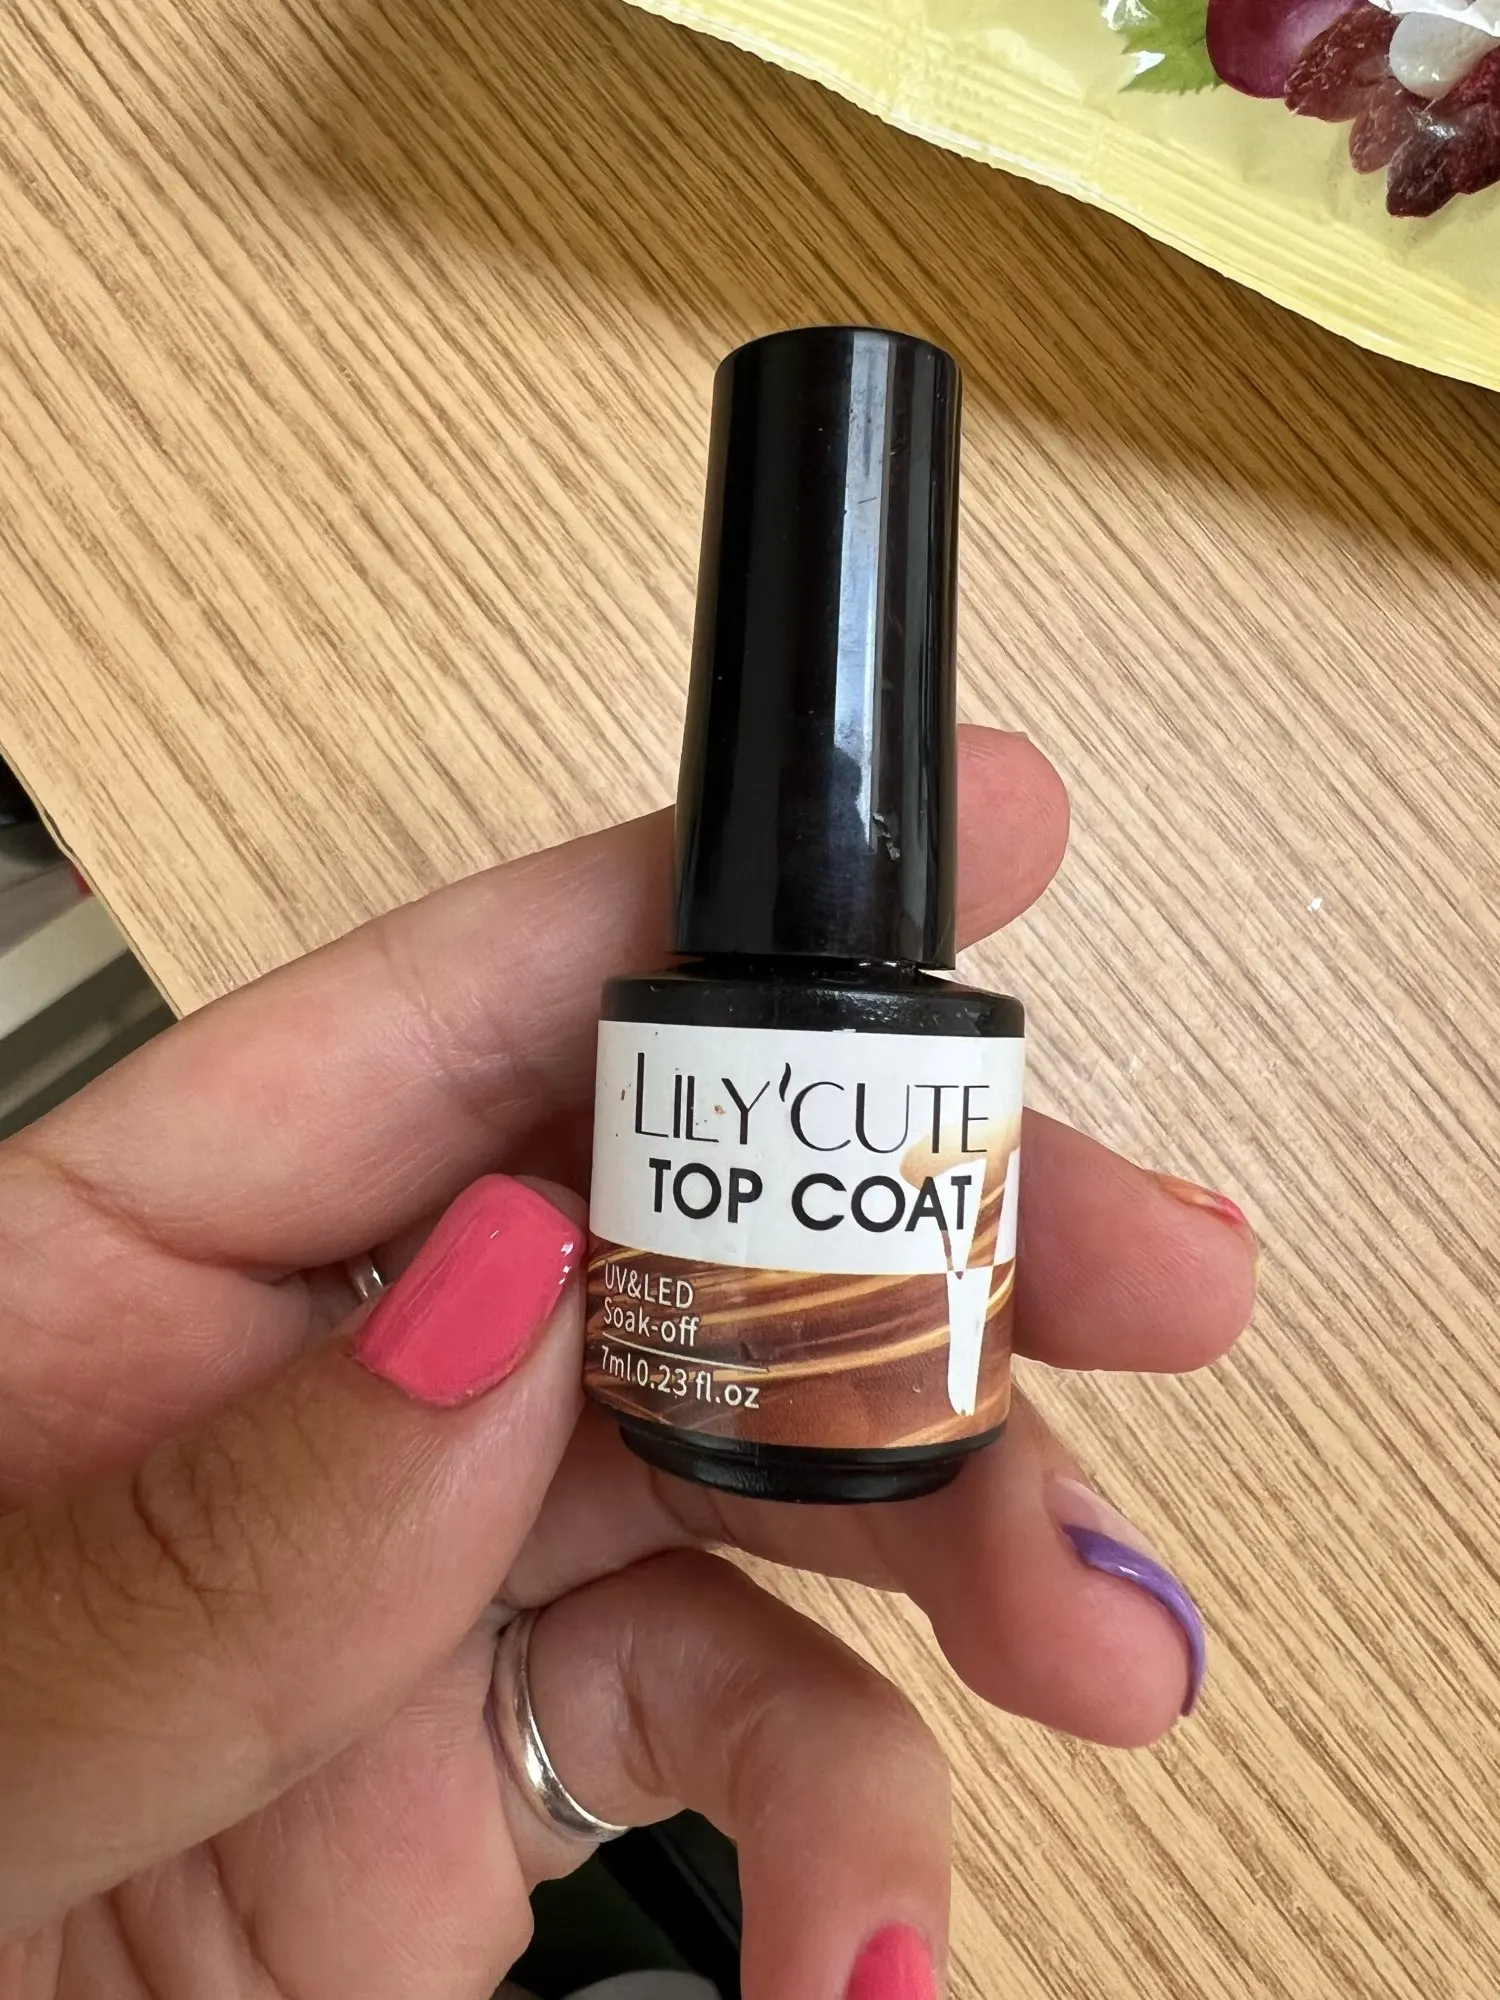 LILY'CUTE
TOP COAT
UV&LED
Soak-off
7ml.0.23 fl.oz